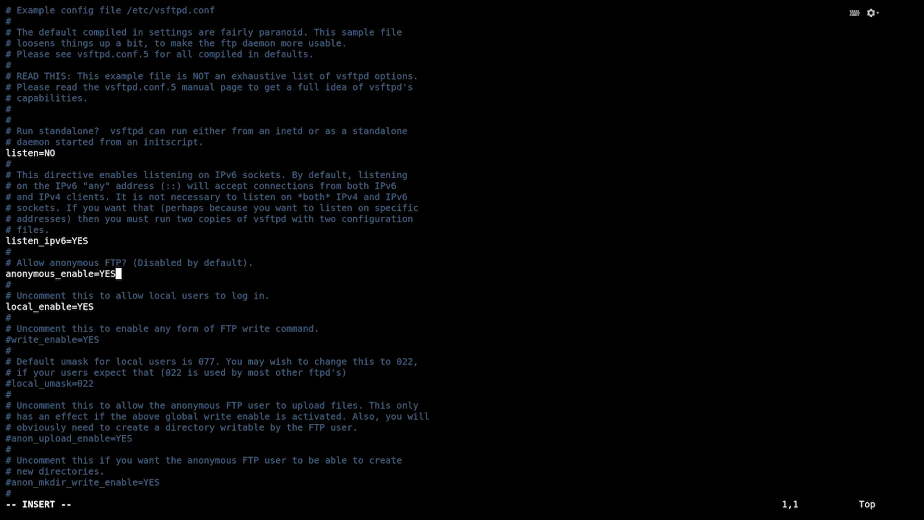 # Example config file /etc/vsftpd.conf
#
# The default compiled in settings are fairly paranoid. This sample file
# loosens things up a bit, to make the ftp daemon more usable.
# Please see vsftpd.conf.5 for all compiled in defaults.
#
# READ THIS: This example file is NOT an exhaustive list of vsftpd options.
# Please read the vsftpd.conf.5 manual page to get a full idea of vsftpd's
# capabilities.
#
#
# Run standalone?  vsftpd can run either from an inetd or as a standalone
# daemon started from an initscript.
listen=NO
#
# This directive enables listening on IPv6 sockets. By default, listening
# on the IPv6 "any" address (::) will accept connections from both IPv6
# and IPv4 clients. It is not necessary to listen on *both* IPv4 and IPv6
# sockets. If you want that (perhaps because you want to listen on specific
# addresses) then you must run two copies of vsftpd with two configuration
# files.
listen_ipv6=YES
#
# Allow anonymous FTP? (Disabled by default).
anonymous_enable=YES
#
# Uncomment this to allow local users to log in.
local_enable=YES
#
# Uncomment this to enable any form of FTP write command.
#write_enable=YES
#
# Default umask for local users is 077. You may wish to change this to 022,
# if your users expect that (022 is used by most other ftpd's)
#local_umask=022
#
# Uncomment this to allow the anonymous FTP user to upload files. This only
# has an effect if the above global write enable is activated. Also, you will
# obviously need to create a directory writable by the FTP user.
#anon_upload_enable=YES
#
# Uncomment this if you want the anonymous FTP user to be able to create
# new directories.
#anon_mkdir_write_enable=YES
#
-- INSERT -- 1,1 Top